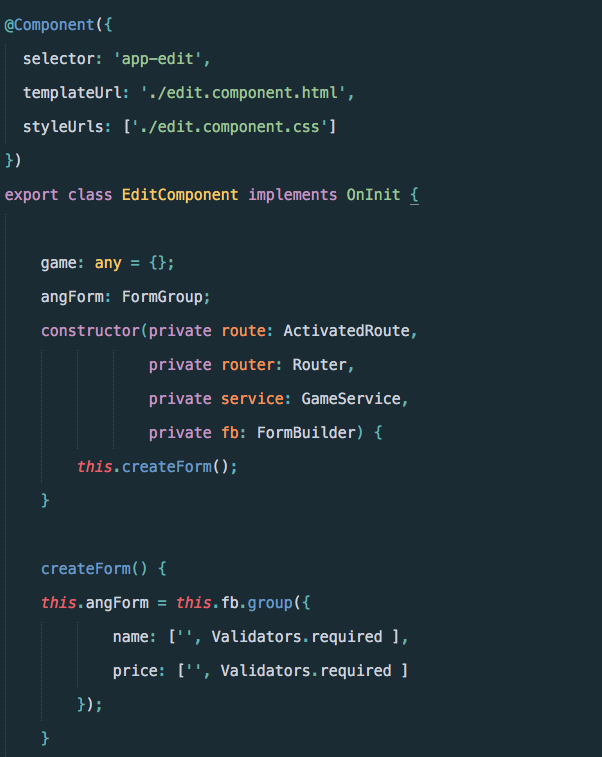 @Component({
  selector: 'app-edit',
  templateUrl: './edit.component.html',
  styleUrls: ['./edit.component.css']
})
export class EditComponent implements OnInit {

    game: any = {};
    angForm: FormGroup;
    constructor(private route: ActivatedRoute,
                private router: Router,
                private service: GameService,
                private fb: FormBuilder) {
        this.createForm();
    }

    createForm() {
    this.angForm = this.fb.group({
            name: ['', Validators.required ],
            price: ['', Validators.required ]
        });
    }